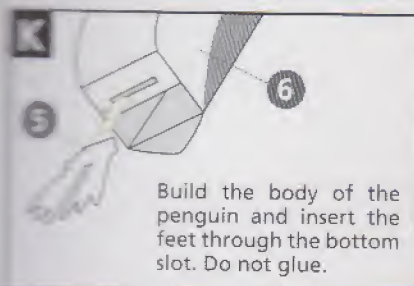 K
5
6
Build the body of the
penguin and insert the
feet through the bottom
slot. Do not glue.